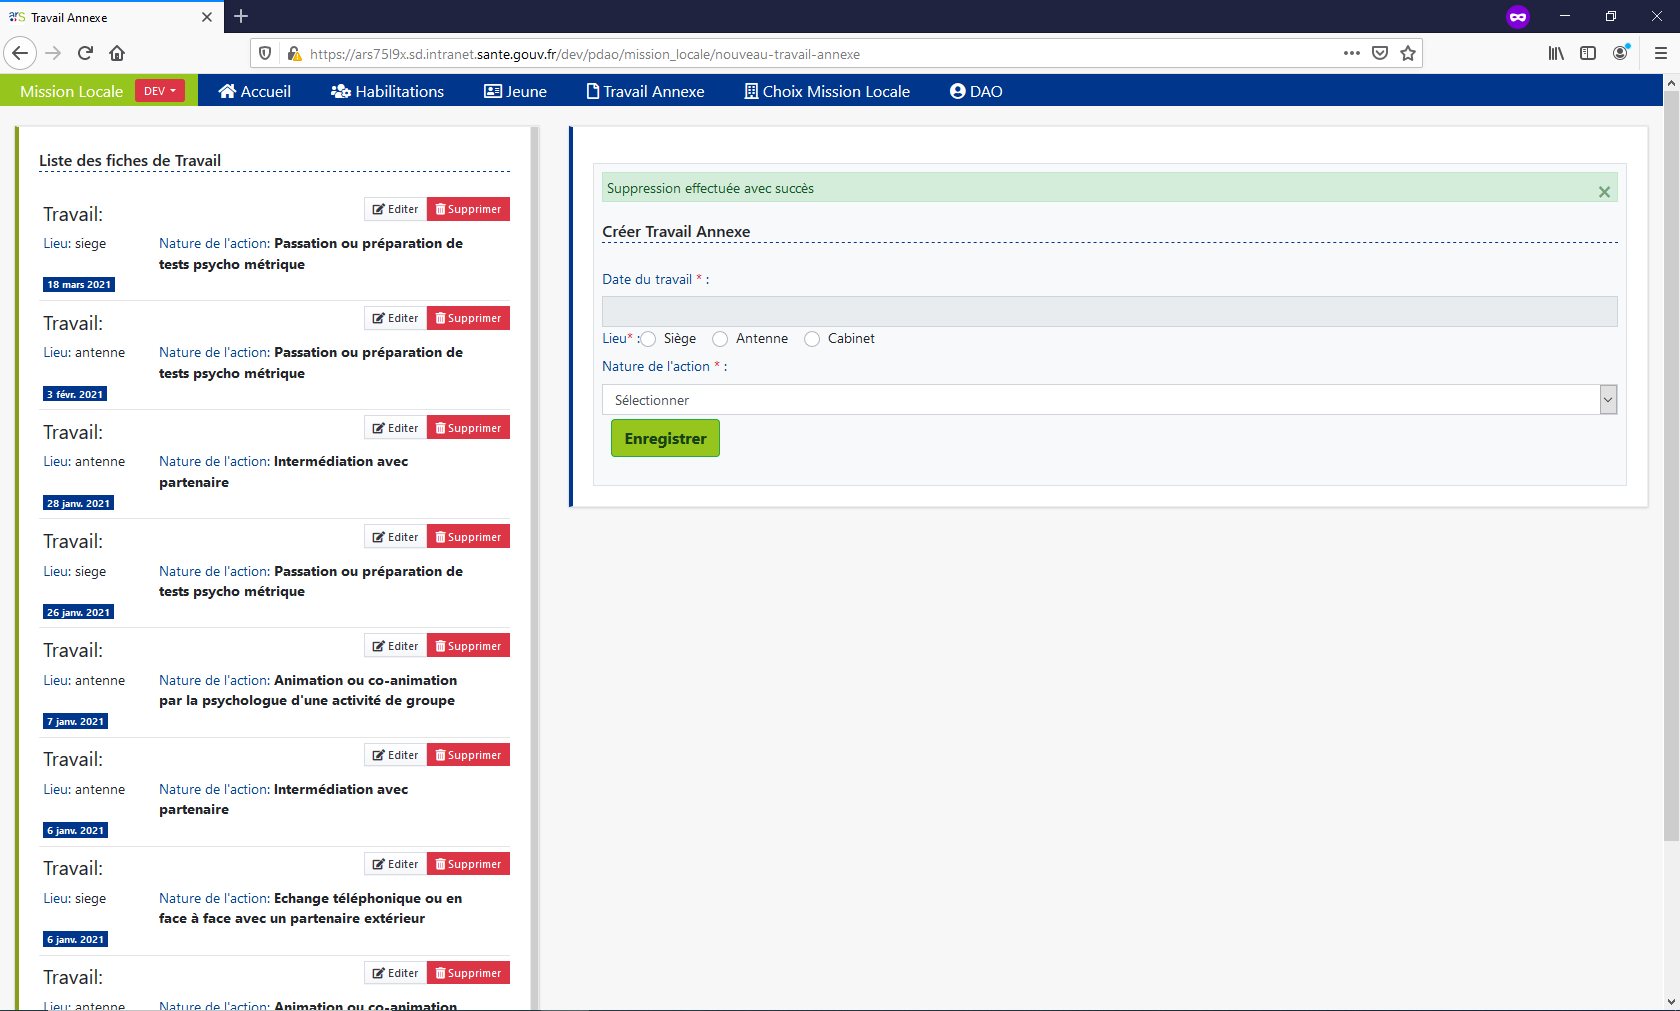 ars Travail Annexe
https://ars75l9x.sd.intranet.sante.gouv.fr/dev/pdao/mission_locale/nouveau-travail-annexe
Mission Locale DEV Accueil Habilitations Jeune Travail Annexe Choix Mission Locale DAO
Liste des fiches de Travail
Travail: Editer Supprimer
Lieu: siege Nature de l'action: Passation ou préparation de
tests psycho métrique
18 mars 2021
Travail: Editer Supprimer
Lieu: antenne Nature de l'action: Passation ou préparation de
tests psycho métrique
3 févr. 2021
Travail: Editer Supprimer
Lieu: antenne Nature de l'action: Intermédiation avec
partenaire
28 janv. 2021
Travail: Editer Supprimer
Lieu: siege Nature de l'action: Passation ou préparation de
tests psycho métrique
26 janv. 2021
Travail: Editer Supprimer
Lieu: antenne Nature de l'action: Animation ou co-animation
par la psychologue d'une activité de groupe
7 janv. 2021
Travail: Editer Supprimer
Lieu: antenne Nature de l'action: Intermédiation avec
partenaire
6 janv. 2021
Travail: Editer Supprimer
Lieu: siege Nature de l'action: Echange téléphonique ou en
face à face avec un partenaire extérieur
6 janv. 2021
Travail: Editer Supprimer
Lieu: antenne Nature de l'action: Animation ou co-animation
Suppression effectuée avec succès ×
Créer Travail Annexe
Date du travail * :
Lieu* : Siège Antenne Cabinet
Nature de l'action * :
Sélectionner
Enregistrer